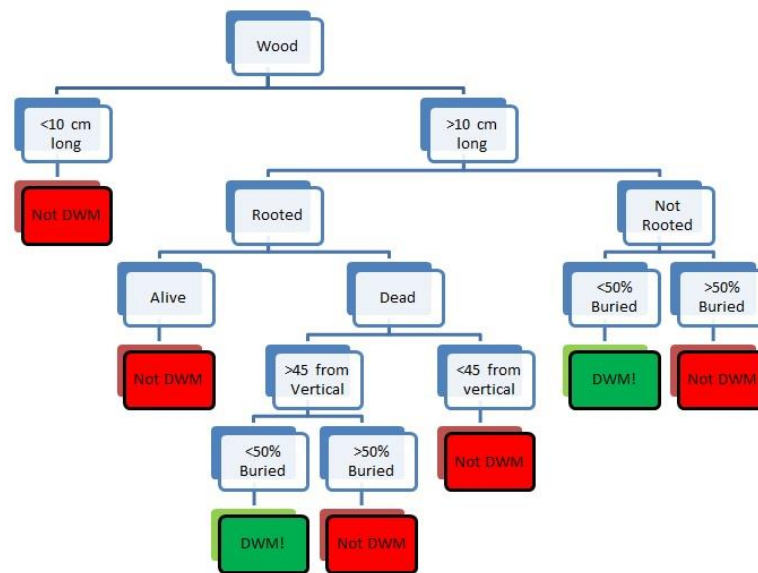 Wood
<10 cm
long
>10 cm
long
Not DWM
Rooted
Not
Rooted
Alive
Dead
<50%
Buried
>50%
Buried
Not DWM
>45 from
Vertical
<45 from
vertical
DWM!
Not DWM
<50%
Buried
>50%
Buried
Not DWM
DWM!
Not DWM